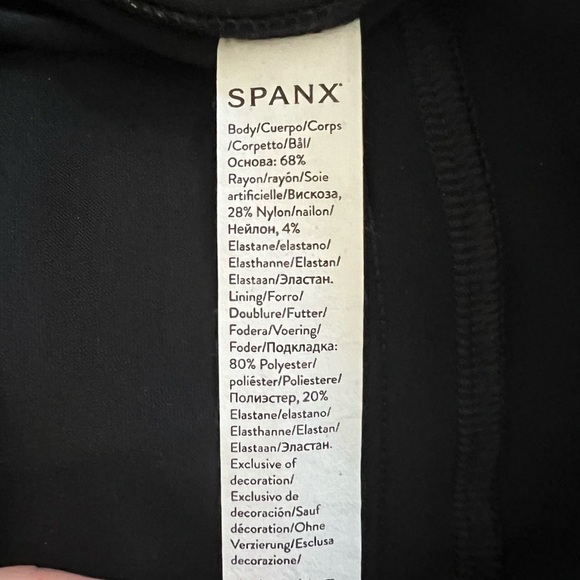 SPANX
Body/Cuerpo/Corps
/Corpetto/Bål/
Основа: 68%
Rayon/rayón/Soie
artificielle/Вискоза,
28% Nylon/nailon/
Нейлон, 4%
Elastane/elastano/
Elasthanne/Elastan/
Elastaan/Эластан.
Lining/Forro/
Doublure/Futter/
Fodera/Voering/
Foder/Подкладка:
80% Polyester/
poliéster/Poliestere/
Полиэстер, 20%
Elastane/elastano/
Elasthanne/Elastan/
Elastaan/Эластан.
Exclusive of
decoration/
Exclusivo de
decoración/Sauf
décoration/Ohne
Verzierung/Esclusa
decorazione/